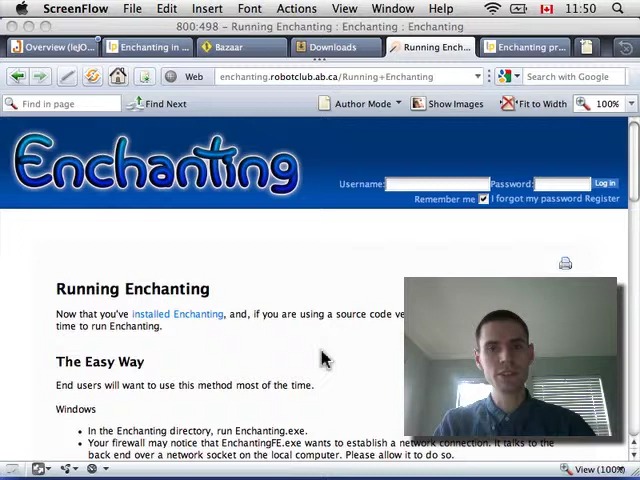 ScreenFlow File Edit Insert Font Actions View Window Help 11:50
800:498 - Running Enchanting : Enchanting : Enchanting
Overview (leJO... Enchanting in ... Bazaar Downloads Running Ench... Enchanting pr...
Web enchanting.robotclub.ab.ca/Running+Enchanting Search with Google
Find in page Find Next Author Mode Show Images Fit to Width 100%
Enchanting
Username: Password: Log in
Remember me I forgot my password Register
Running Enchanting
Now that you've installed Enchanting, and, if you are using a source code ve
time to run Enchanting.
The Easy Way
End users will want to use this method most of the time.
Windows
In the Enchanting directory, run Enchanting.exe.
Your firewall may notice that EnchantingFE.exe wants to establish a network connection. It talks to the
back end over a network socket on the local computer. Please allow it to do so.
View (100%)